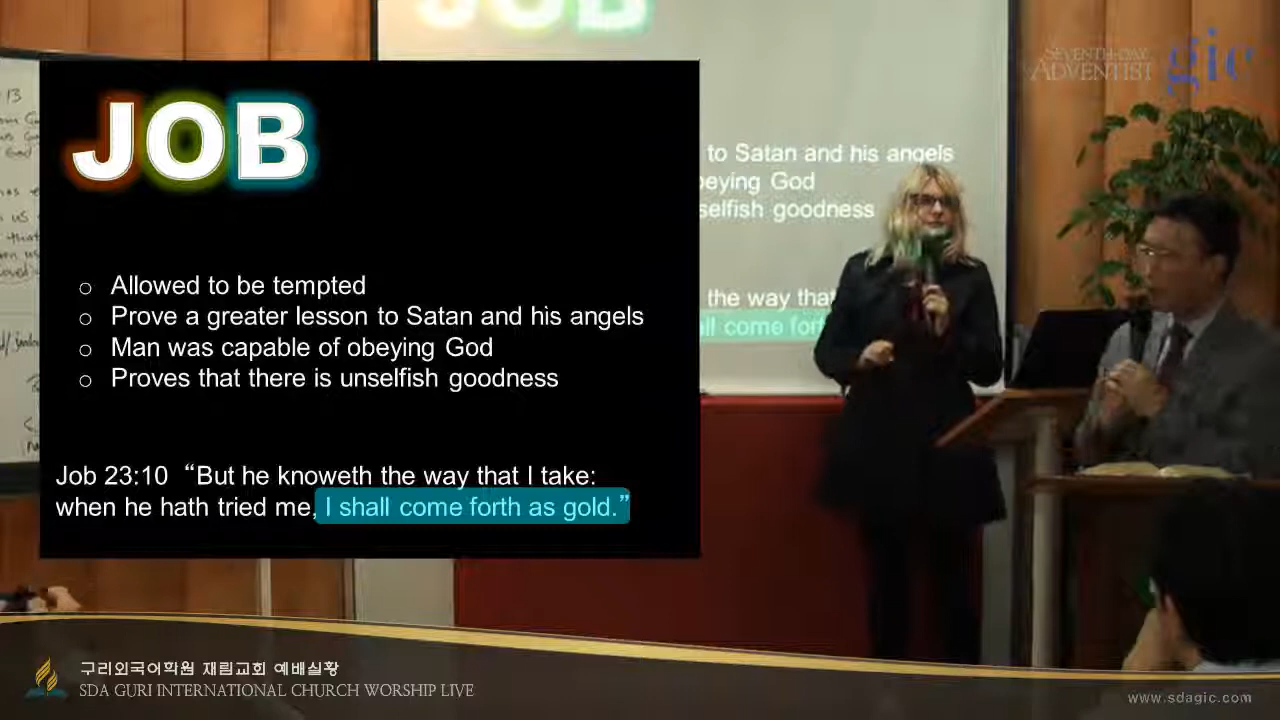 JOB
JOB
SEVENTH-DAY
ADVENTIST
gic
○ Allowed to be tempted
○ Prove a greater lesson to Satan and his angels
○ Man was capable of obeying God
○ Proves that there is unselfish goodness
Job 23:10 “But he knoweth the way that I take:
when he hath tried me, I shall come forth as gold.”
to Satan and his angels
beying God
selfish goodness
the way that
all come forth
구리외국어학원 재림교회 예배실황
SDA GURI INTERNATIONAL CHURCH WORSHIP LIVE
www.sdagic.com